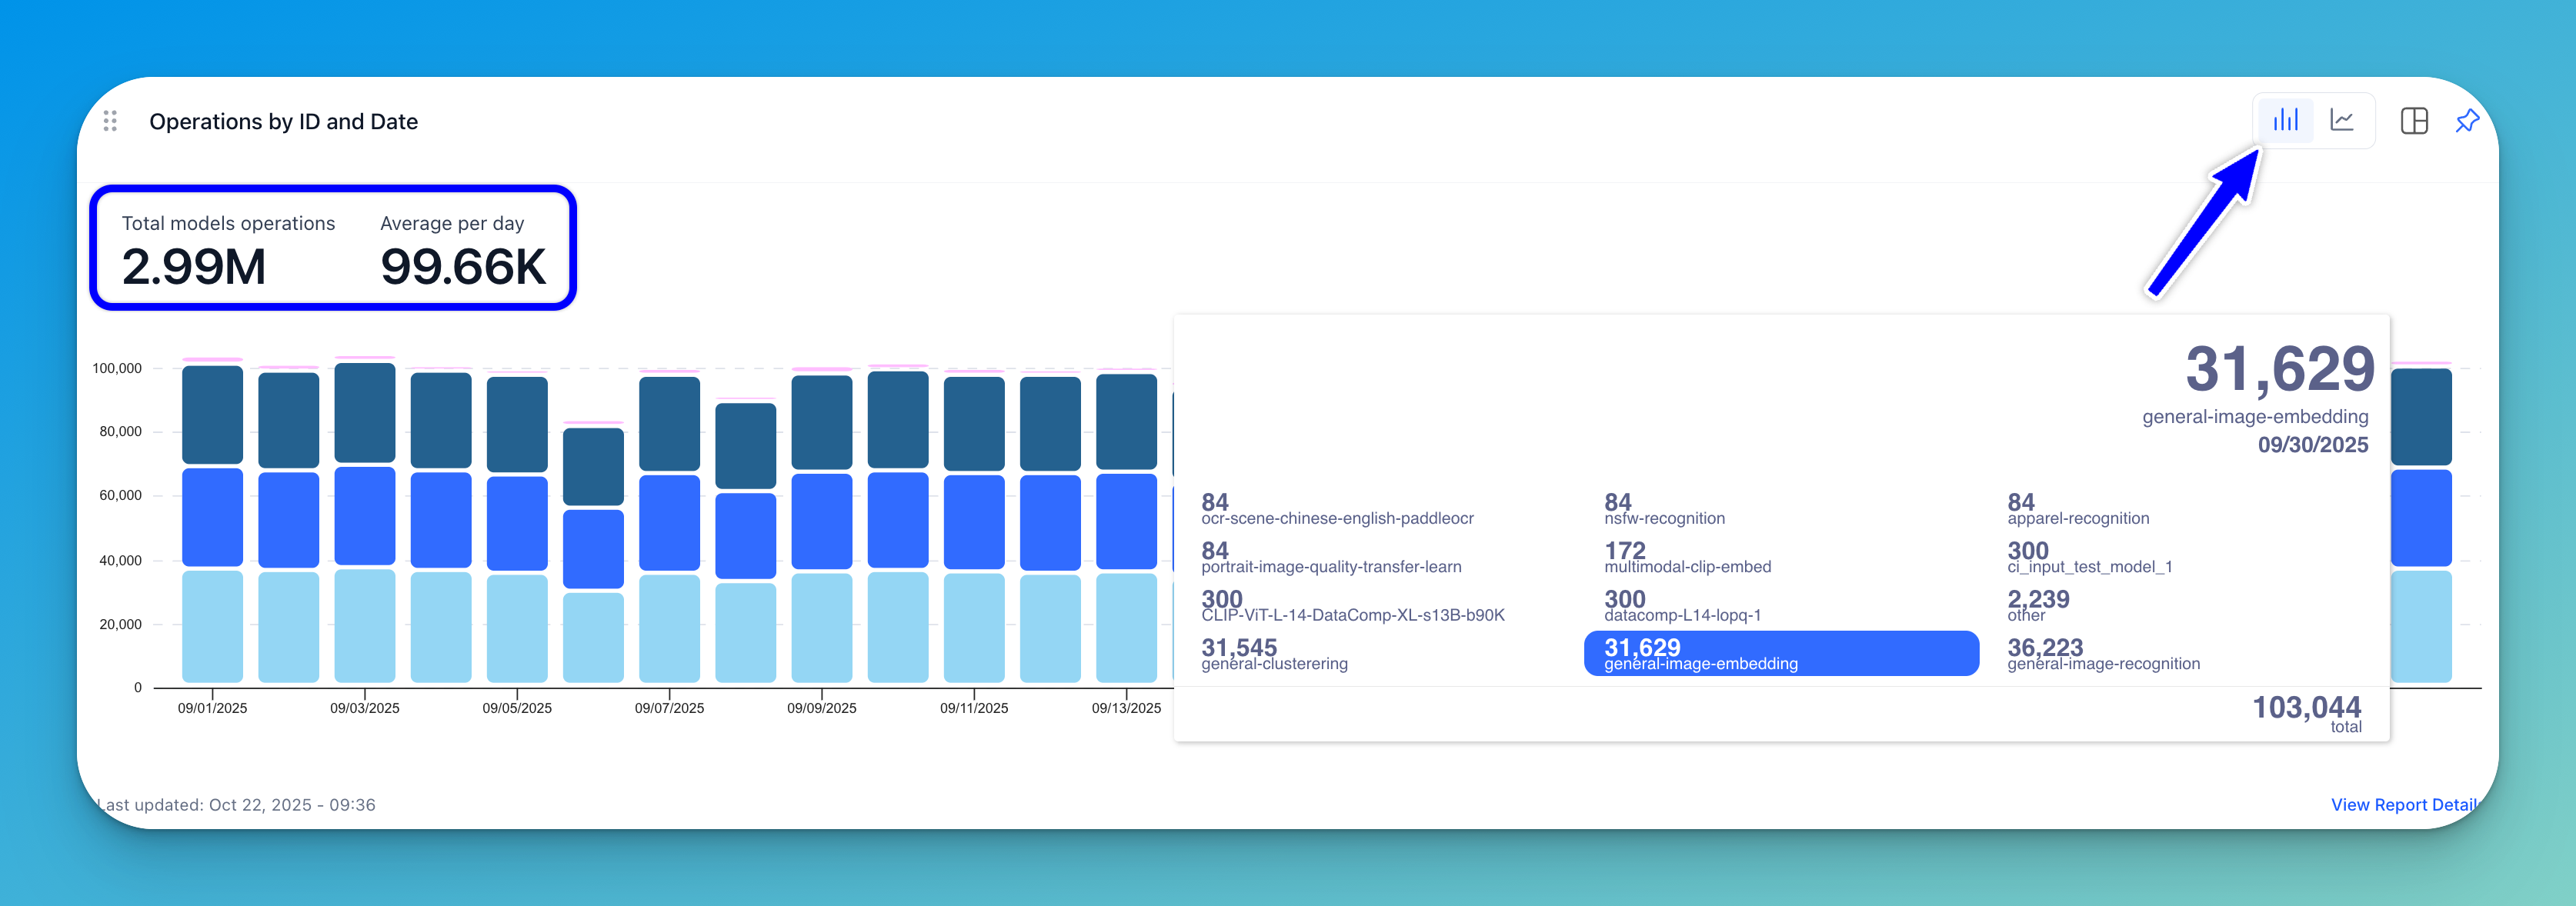 Operations by ID and Date
Total models operations
Average per day
2.99M
99.66K
100,000
80,000
60,000
40,000
20,000
0
09/01/2025
09/03/2025
09/05/2025
09/07/2025
09/09/2025
09/11/2025
09/13/2025
31,629
general-image-embedding
09/30/2025
84
ocr-scene-chinese-english-paddleocr
84
nsfw-recognition
84
apparel-recognition
84
portrait-image-quality-transfer-learn
172
multimodal-clip-embed
300
ci_input_test_model_1
300
CLIP-ViT-L-14-DataComp-XL-s13B-b90K
300
datacomp-L14-lopq-1
2,239
other
31,545
general-clusterering
31,629
general-image-embedding
36,223
general-image-recognition
103,044
total
Last updated: Oct 22, 2025 - 09:36
View Report Details